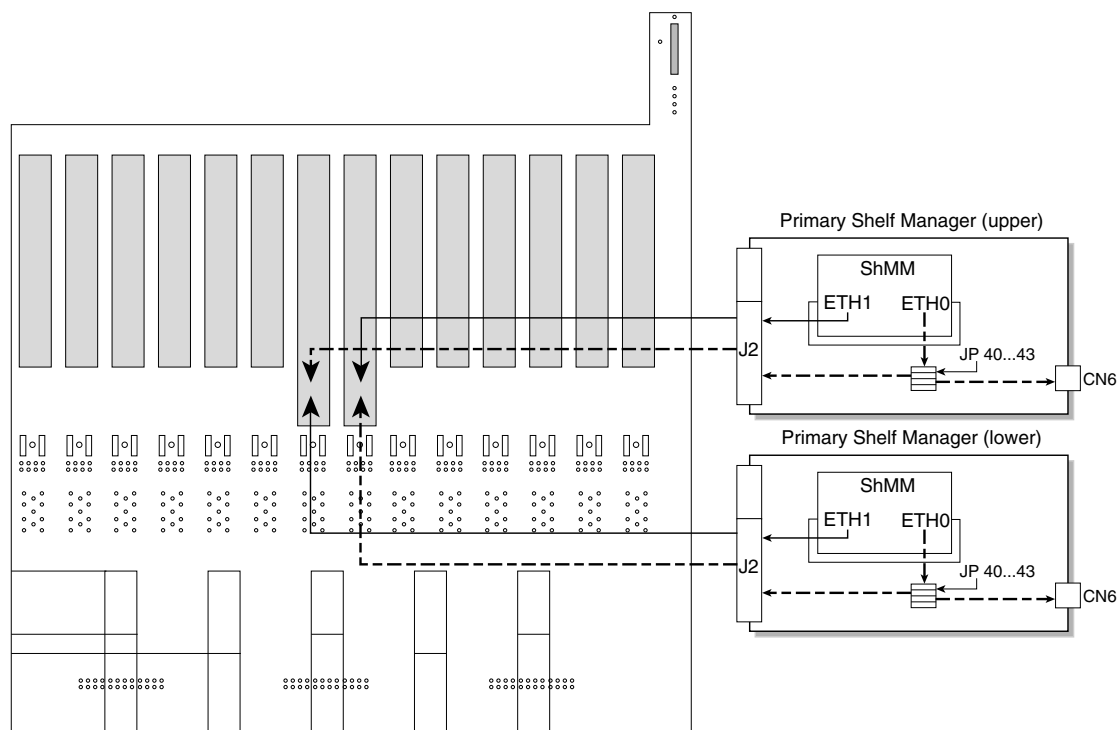 Primary Shelf Manager (upper)
ShMM
ETH1
ETH0
J2
JP 40...43
CN6
Primary Shelf Manager (lower)
ShMM
ETH1
ETH0
J2
JP 40...43
CN6